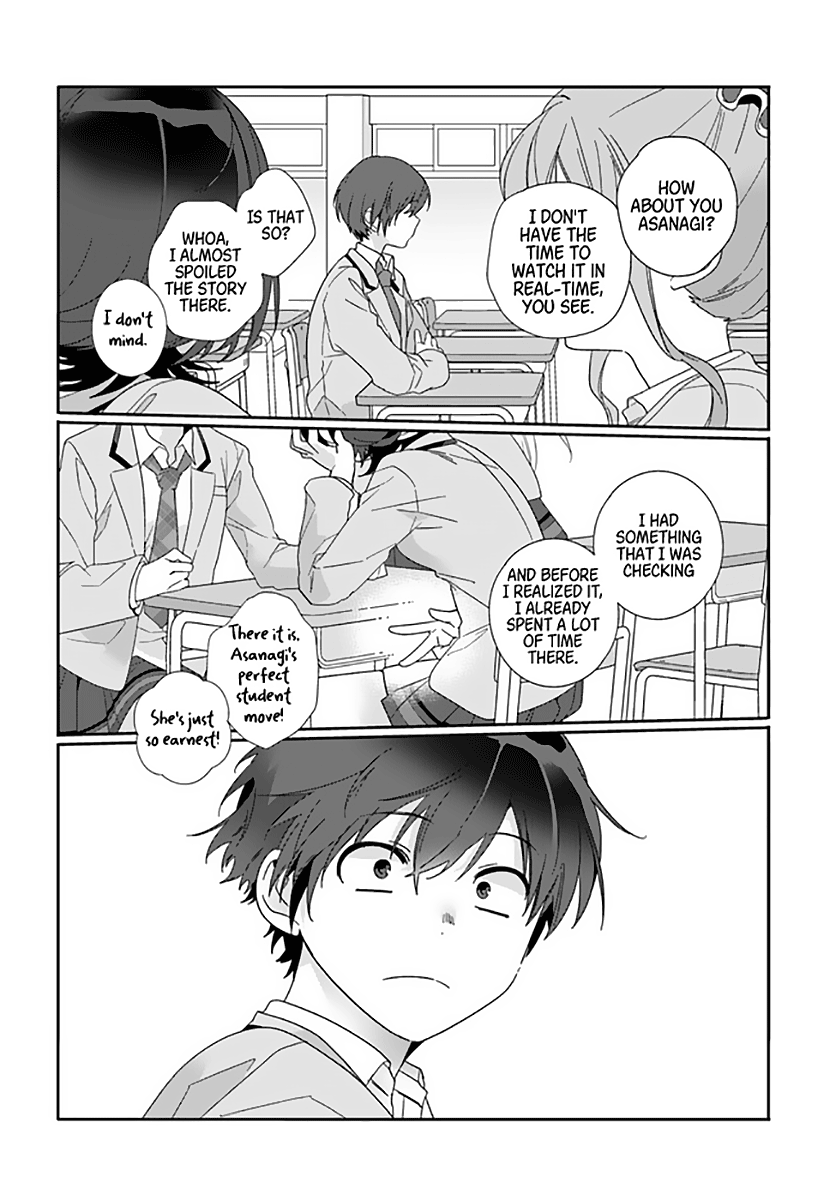 HOW
ABOUT YOU
ASANAGI?
I DON'T
HAVE THE
TIME TO
WATCH IT IN
REAL-TIME,
YOU SEE.
IS THAT
SO?
WHOA,
I ALMOST
SPOILED
THE STORY
THERE.
I don't
mind.
I HAD
SOMETHING
THAT I WAS
CHECKING
AND BEFORE
I REALIZED IT,
I ALREADY
SPENT A LOT
OF TIME
THERE.
There it is.
Asanagi's
perfect
student
move!
She's just
so earnest!